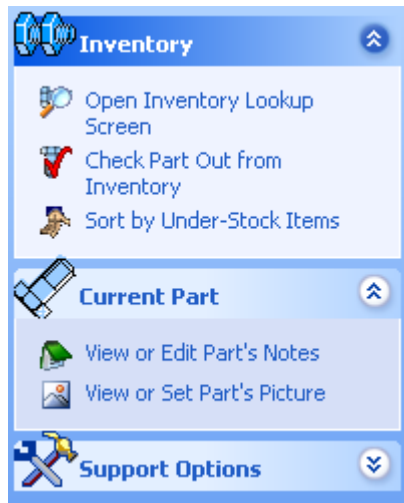 Inventory
Open Inventory Lookup
Screen
Check Part Out from
Inventory
Sort by Under-Stock Items
Current Part
View or Edit Part's Notes
View or Set Part's Picture
Support Options